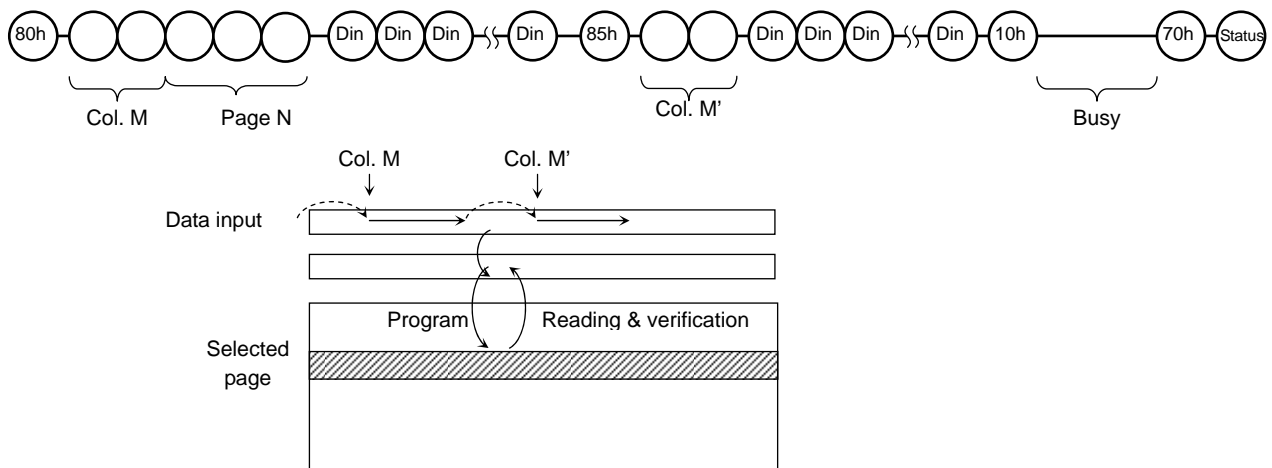 80h Din Din Din Din 85h Din Din Din Din 10h 70h Status
Col. M Page N Col. M’ Busy
Col. M Col. M’
Data input
Program Reading & verification
Selected
page